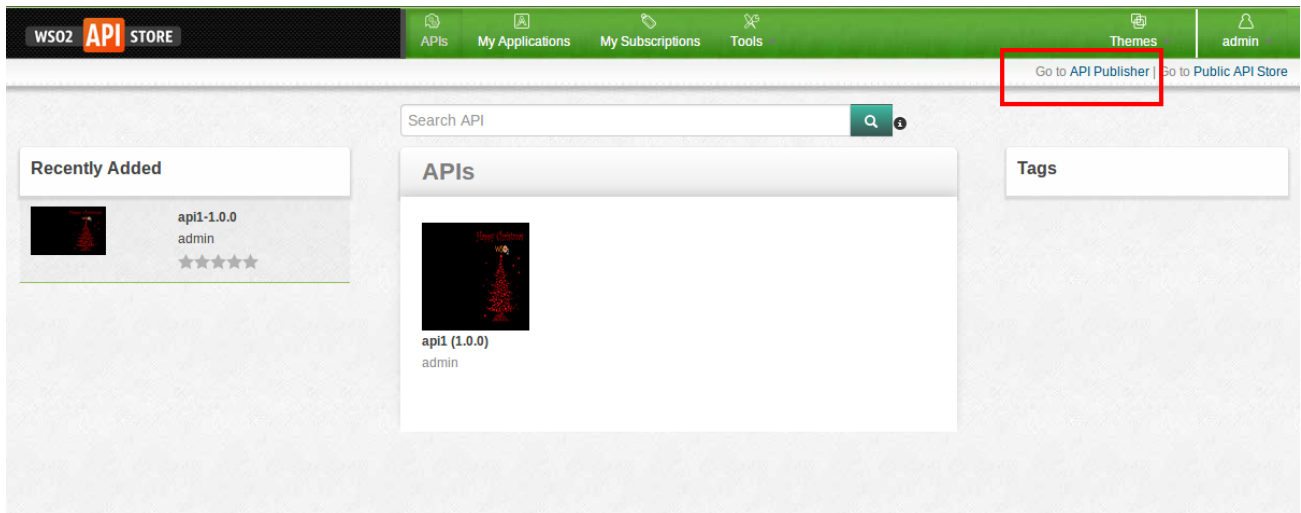 WSO2 API STORE
APIs
My Applications
My Subscriptions
Tools
Themes
admin
Go to API Publisher | Go to Public API Store
Search API
Recently Added
api1-1.0.0
admin
APIs
api1 (1.0.0)
admin
Tags